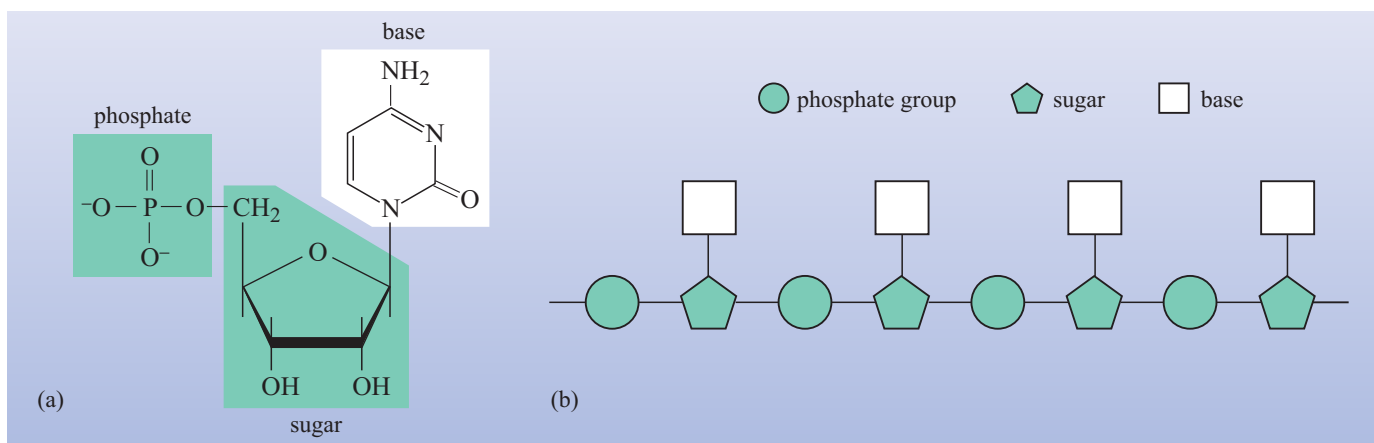 base
NH₂
phosphate
O
N
⁻O P O CH₂
O
N
O⁻
O
OH OH
(a)
sugar
phosphate group sugar base
(b)